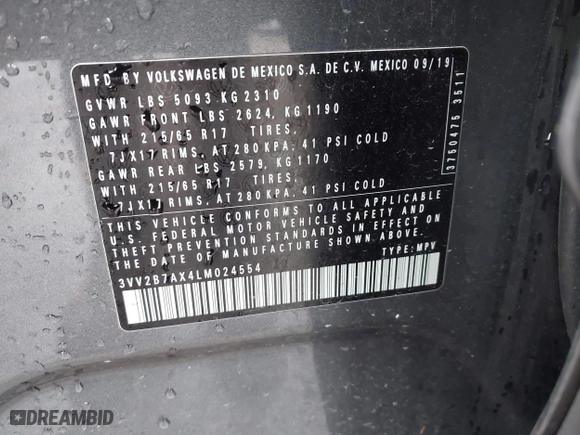 MFD BY VOLKSWAGEN DE MEXICO S.A. DE C.V. MEXICO 09/19
GVWR LBS 5093 KG 2310
GAWR FRONT LBS 2624, KG 1190
WITH 215/65 R17 TIRES,
7JX17 RIMS, AT 280 KPA, 41 PSI COLD
GAWR REAR LBS 2579, KG 1170
WITH 215/65 R17 TIRES,
7JX17 RIMS, AT 280 KPA, 41 PSI COLD
THIS VEHICLE CONFORMS TO ALL APPLICABLE
U.S. FEDERAL MOTOR VEHICLE SAFETY AND
THEFT PREVENTION STANDARDS IN EFFECT ON
THE DATE OF MANUFACTURE SHOWN ABOVE.
3VV2B7AX4LM024554 TYPE: MPV
3750475 3511
DREAMBID